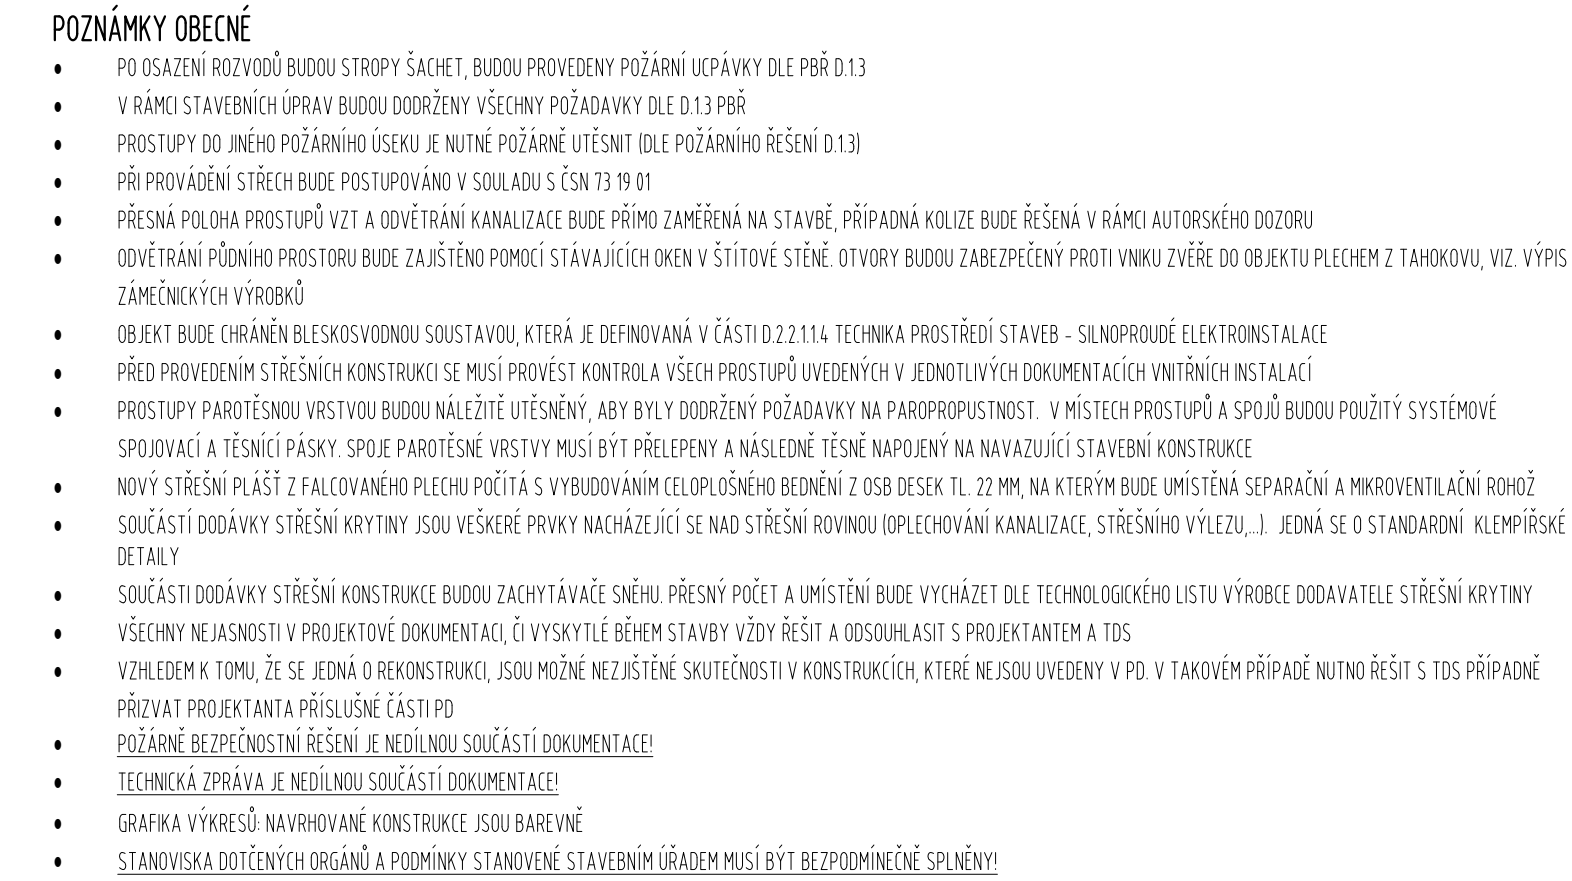 POZNÁMKY OBECNÉ
• PO OSAZENÍ ROZVODŮ BUDOU STROPY ŠACHET, BUDOU PROVEDENY POŽÁRNÍ UCPÁVKY DLE PBŘ D.1.3
• V RÁMCI STAVEBNÍCH ÚPRAV BUDOU DODRŽENY VŠECHNY POŽADAVKY DLE D.1.3 PBŘ
• PROSTUPY DO JINÉHO POŽÁRNÍHO ÚSEKU JE NUTNÉ POŽÁRNĚ UTĚSNIT (DLE POŽÁRNÍHO ŘEŠENÍ D.1.3)
• PŘI PROVÁDĚNÍ STŘECH BUDE POSTUPOVÁNO V SOULADU S ČSN 73 19 01
• PŘESNÁ POLOHA PROSTUPŮ VZT A ODVĚTRÁNÍ KANALIZACE BUDE PŘÍMO ZAMĚŘENÁ NA STAVBĚ, PŘÍPADNÁ KOLIZE BUDE ŘEŠENÁ V RÁMCI AUTORSKÉHO DOZORU
• ODVĚTRÁNÍ PŮDNÍHO PROSTORU BUDE ZAJIŠTĚNO POMOCÍ STÁVAJÍCÍCH OKEN V ŠTÍTOVÉ STĚNĚ. OTVORY BUDOU ZABEZPEČENÝ PROTI VNIKU ZVĚŘE DO OBJEKTU PLECHEM Z TAHOKOVU, VIZ. VÝPIS
ZÁMEČNICKÝCH VÝROBKŮ
• OBJEKT BUDE CHRÁNĚN BLESKOSVODNOU SOUSTAVOU, KTERÁ JE DEFINOVANÁ V ČÁSTI D.2.2.1.1.4 TECHNIKA PROSTŘEDÍ STAVEB - SILNOPROUDÉ ELEKTROINSTALACE
• PŘED PROVEDENÍM STŘEŠNÍCH KONSTRUKCI SE MUSÍ PROVÉST KONTROLA VŠECH PROSTUPŮ UVEDENÝCH V JEDNOTLIVÝCH DOKUMENTACÍCH VNITŘNÍCH INSTALACÍ
• PROSTUPY PAROTĚSNOU VRSTVOU BUDOU NÁLEŽITĚ UTĚSNĚNÝ, ABY BYLY DODRŽENÝ POŽADAVKY NA PAROPROPUSTNOST. V MÍSTECH PROSTUPŮ A SPOJŮ BUDOU POUŽITÝ SYSTÉMOVÉ
SPOJOVACÍ A TĚSNÍCÍ PÁSKY. SPOJE PAROTĚSNÉ VRSTVY MUSÍ BÝT PŘELEPENY A NÁSLEDNĚ TĚSNĚ NAPOJENÝ NA NAVAZUJÍCÍ STAVEBNÍ KONSTRUKCE
• NOVÝ STŘEŠNÍ PLÁŠŤ Z FALCOVANÉHO PLECHU POČÍTÁ S VYBUDOVÁNÍM CELOPLOŠNÉHO BEDNĚNÍ Z OSB DESEK TL. 22 MM, NA KTERÝM BUDE UMÍSTĚNÁ SEPARAČNÍ A MIKROVENTILAČNÍ ROHOŽ
• SOUČÁSTÍ DODÁVKY STŘEŠNÍ KRYTINY JSOU VEŠKERÉ PRVKY NACHÁZEJÍCÍ SE NAD STŘEŠNÍ ROVINOU (OPLECHOVÁNÍ KANALIZACE, STŘEŠNÍHO VÝLEZU,...). JEDNÁ SE O STANDARDNÍ KLEMPÍŘSKÉ
DETAILY
• SOUČÁSTI DODÁVKY STŘEŠNÍ KONSTRUKCE BUDOU ZACHYTÁVAČE SNĚHU. PŘESNÝ POČET A UMÍSTĚNÍ BUDE VYCHÁZET DLE TECHNOLOGICKÉHO LISTU VÝROBCE DODAVATELE STŘEŠNÍ KRYTINY
• VŠECHNY NEJASNOSTI V PROJEKTOVÉ DOKUMENTACI, ČI VYSKYTLÉ BĚHEM STAVBY VŽDY ŘEŠIT A ODSOUHLASIT S PROJEKTANTEM A TDS
• VZHLEDEM K TOMU, ŽE SE JEDNÁ O REKONSTRUKCI, JSOU MOŽNÉ NEZJIŠTĚNÉ SKUTEČNOSTI V KONSTRUKCÍCH, KTERÉ NEJSOU UVEDENY V PD. V TAKOVÉM PŘÍPADĚ NUTNO ŘEŠIT S TDS PŘÍPADNĚ
PŘIZVAT PROJEKTANTA PŘÍSLUŠNÉ ČÁSTI PD
• POŽÁRNĚ BEZPEČNOSTNÍ ŘEŠENÍ JE NEDÍLNOU SOUČÁSTÍ DOKUMENTACE!
• TECHNICKÁ ZPRÁVA JE NEDÍLNOU SOUČÁSTÍ DOKUMENTACE!
• GRAFIKA VÝKRESŮ: NAVRHOVANÉ KONSTRUKCE JSOU BAREVNĚ
• STANOVISKA DOTČENÝCH ORGÁNŮ A PODMÍNKY STANOVENÉ STAVEBNÍM ÚŘADEM MUSÍ BÝT BEZPODMÍNEČNĚ SPLNĚNY!